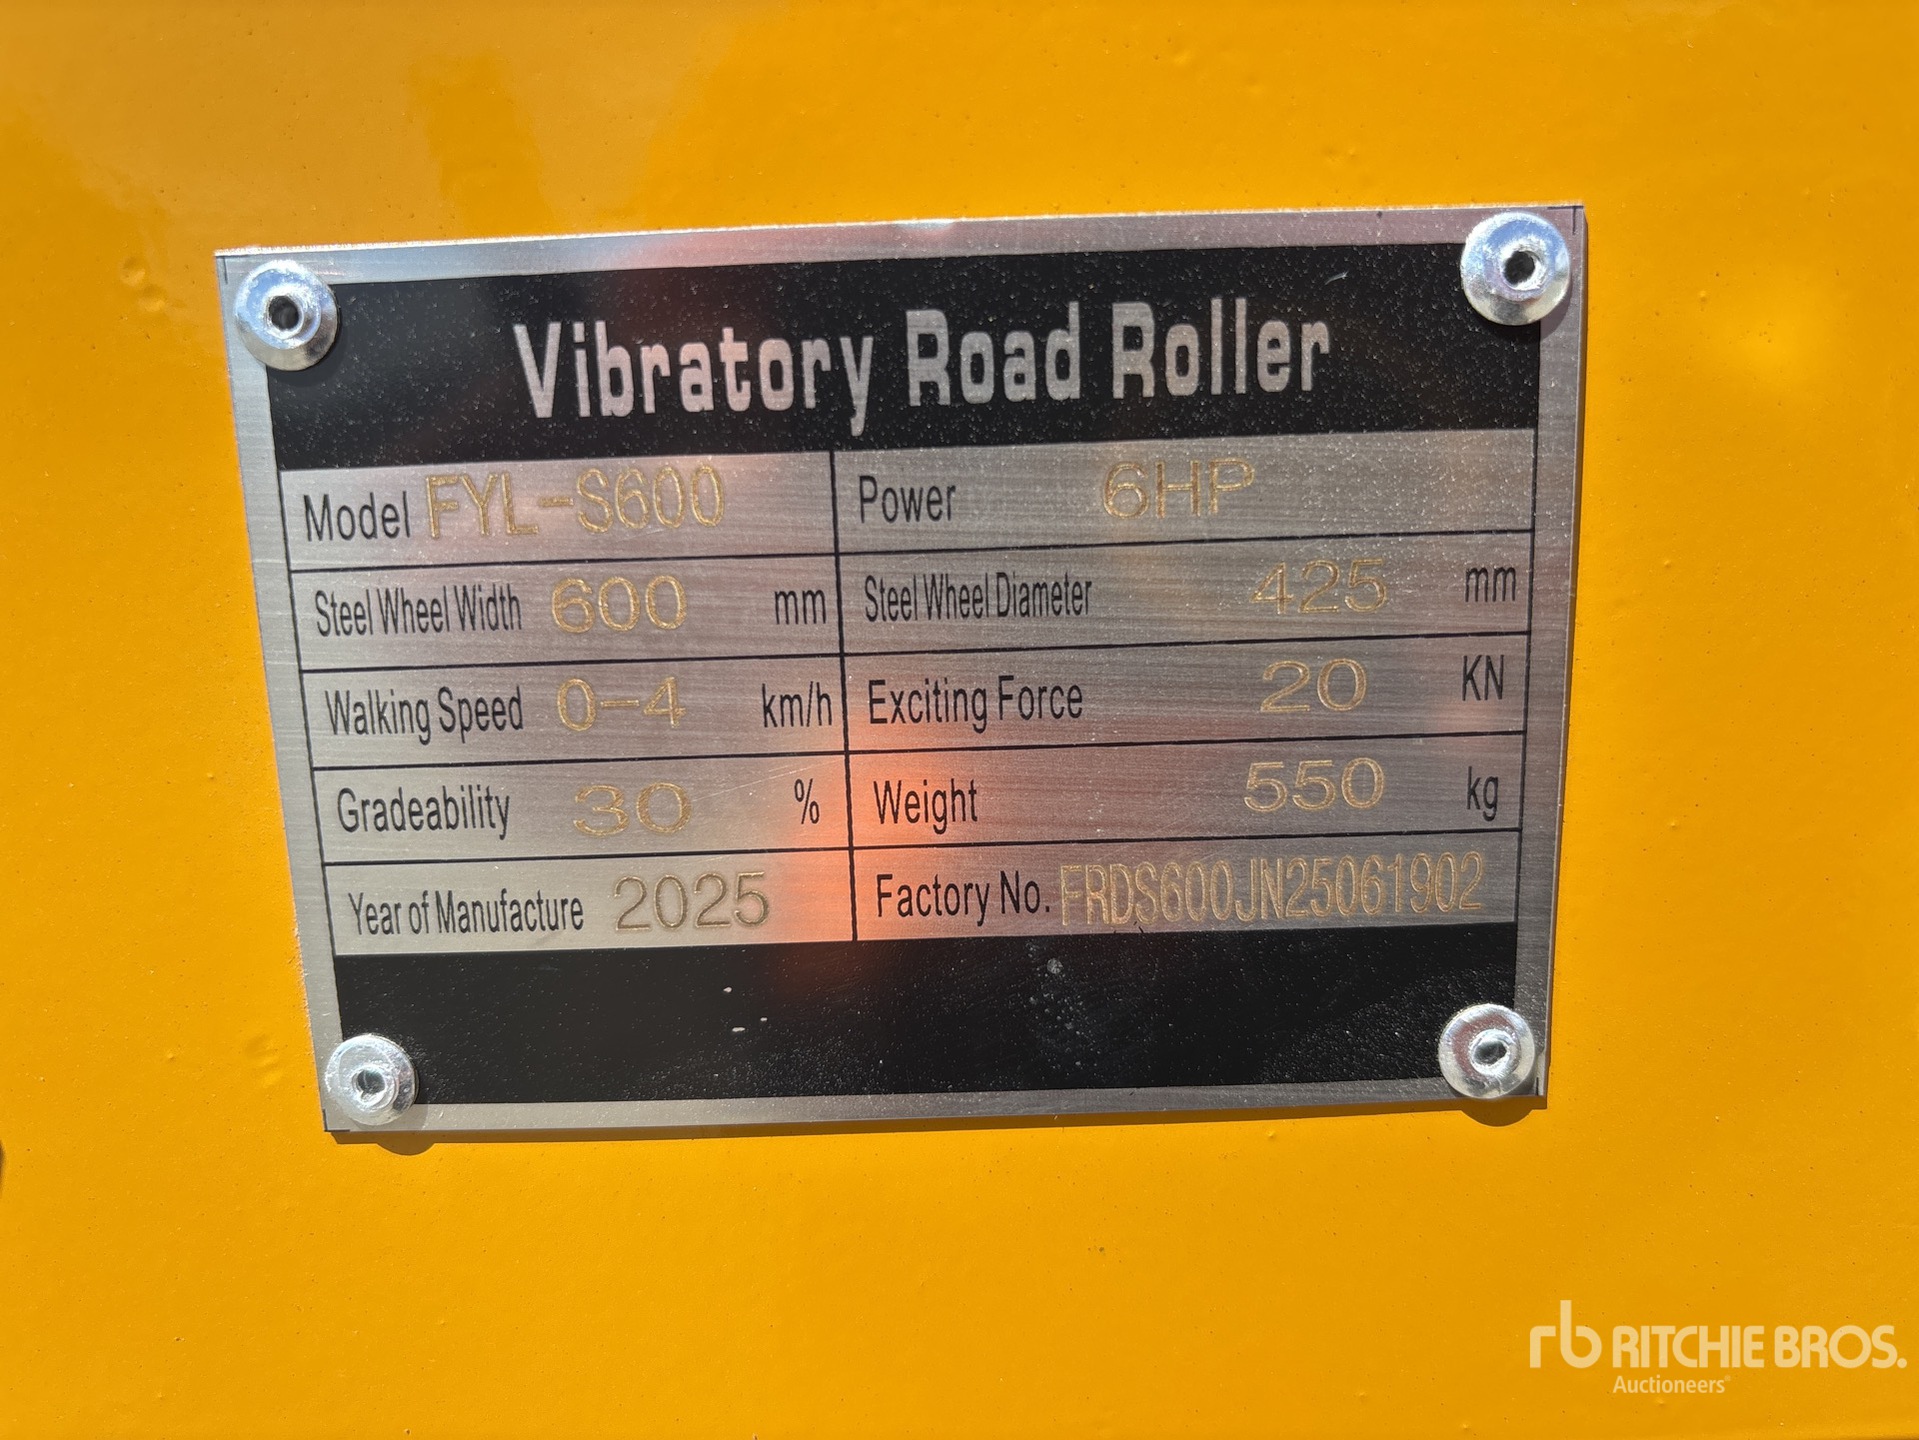 Vibratory Road Roller
Model FYL-S600 Power 6HP
Steel Wheel Width 600 mm Steel Wheel Diameter 425 mm
Walking Speed 0-4 km/h Exciting Force 20 KN
Gradeability 30 % Weight 550 kg
Year of Manufacture 2025 Factory No. FRDS600JN25061902
rb RITCHIE BROS.
Auctioneers®